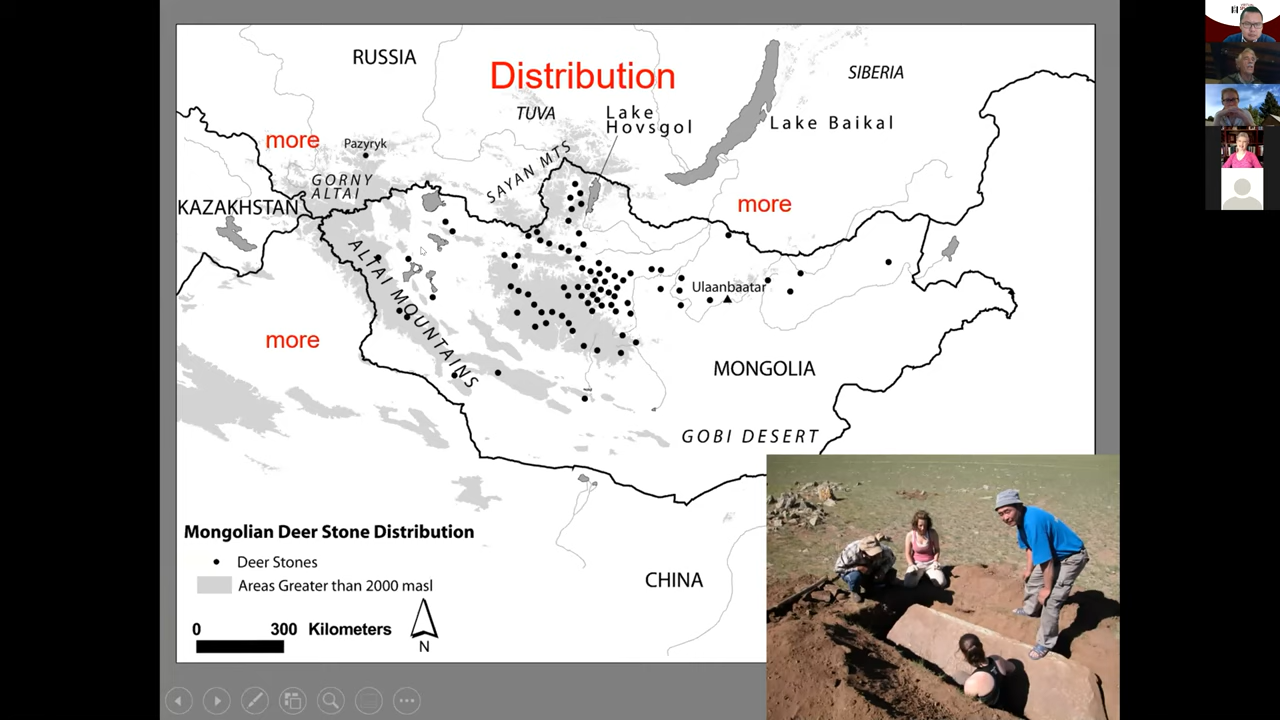 RUSSIA
Distribution
SIBERIA
TUVA
Lake
Hovsgol
Lake Baikal
more
Pazyryk
SAYAN MTS
GORNY
ALTAI
KAZAKHSTAN
more
ALTAI MOUNTAINS
Ulaanbaatar
more
MONGOLIA
GOBI DESERT
Mongolian Deer Stone Distribution
Deer Stones
Areas Greater than 2000 masl
CHINA
0 300 Kilometers
N